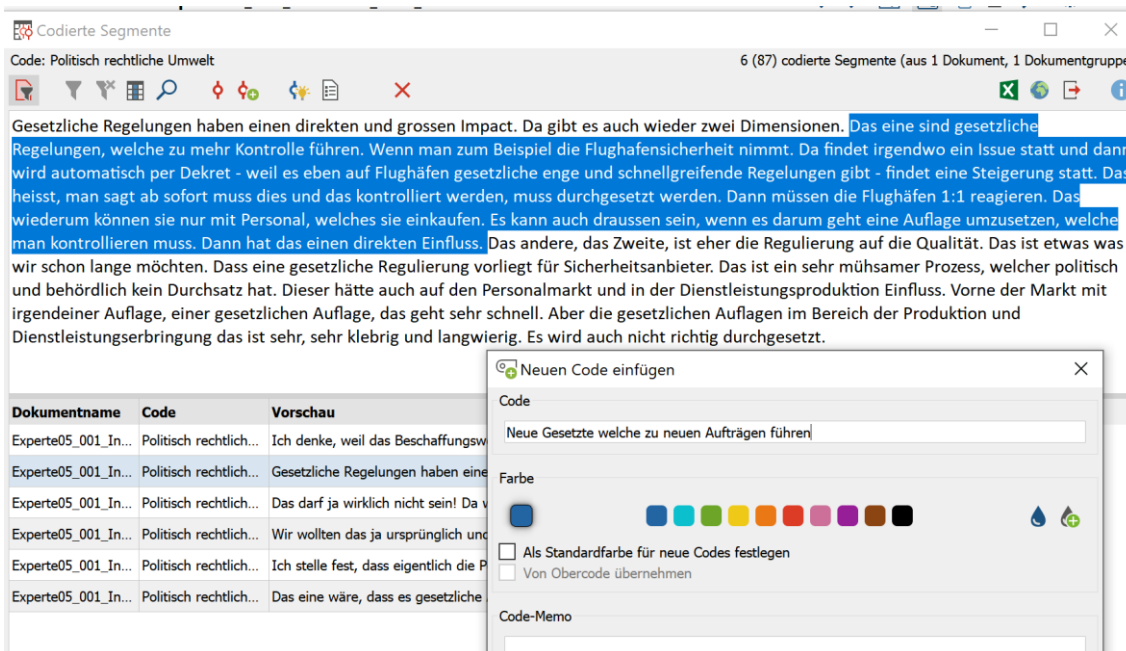 Codierte Segmente
Code: Politisch rechtliche Umwelt
6 (87) codierte Segmente (aus 1 Dokument, 1 Dokumentgruppe
Gesetzliche Regelungen haben einen direkten und grossen Impact. Da gibt es auch wieder zwei Dimensionen. Das eine sind gesetzliche
Regelungen, welche zu mehr Kontrolle führen. Wenn man zum Beispiel die Flughafensicherheit nimmt. Da findet irgendwo ein Issue statt und dann
wird automatisch per Dekret - weil es eben auf Flughäfen gesetzliche enge und schnellgreifende Regelungen gibt - findet eine Steigerung statt. Das
heisst, man sagt ab sofort muss dies und das kontrolliert werden, muss durchgesetzt werden. Dann müssen die Flughäfen 1:1 reagieren. Das
wiederum können sie nur mit Personal, welches sie einkaufen. Es kann auch draussen sein, wenn es darum geht eine Auflage umzusetzen, welche
man kontrollieren muss. Dann hat das einen direkten Einfluss. Das andere, das Zweite, ist eher die Regulierung auf die Qualität. Das ist etwas was
wir schon lange möchten. Dass eine gesetzliche Regulierung vorliegt für Sicherheitsanbieter. Das ist ein sehr mühsamer Prozess, welcher politisch
und behördlich kein Durchsatz hat. Dieser hätte auch auf den Personalmarkt und in der Dienstleistungsproduktion Einfluss. Vorne der Markt mit
irgendeiner Auflage, einer gesetzlichen Auflage, das geht sehr schnell. Aber die gesetzlichen Auflagen im Bereich der Produktion und
Dienstleistungserbringung das ist sehr, sehr klebrig und langwierig. Es wird auch nicht richtig durchgesetzt.
Dokumentname Code Vorschau
Experte05_001_In... Politisch rechtlich... Ich denke, weil das Beschaffungsw
Experte05_001_In... Politisch rechtlich... Gesetzliche Regelungen haben eine
Experte05_001_In... Politisch rechtlich... Das darf ja wirklich nicht sein! Da w
Experte05_001_In... Politisch rechtlich... Wir wollten das ja ursprünglich und
Experte05_001_In... Politisch rechtlich... Ich stelle fest, dass eigentlich die P
Experte05_001_In... Politisch rechtlich... Das eine wäre, dass es gesetzliche
Neuen Code einfügen
Code
Neue Gesetzte welche zu neuen Aufträgen führen
Farbe
Als Standardfarbe für neue Codes festlegen
Von Obercode übernehmen
Code-Memo